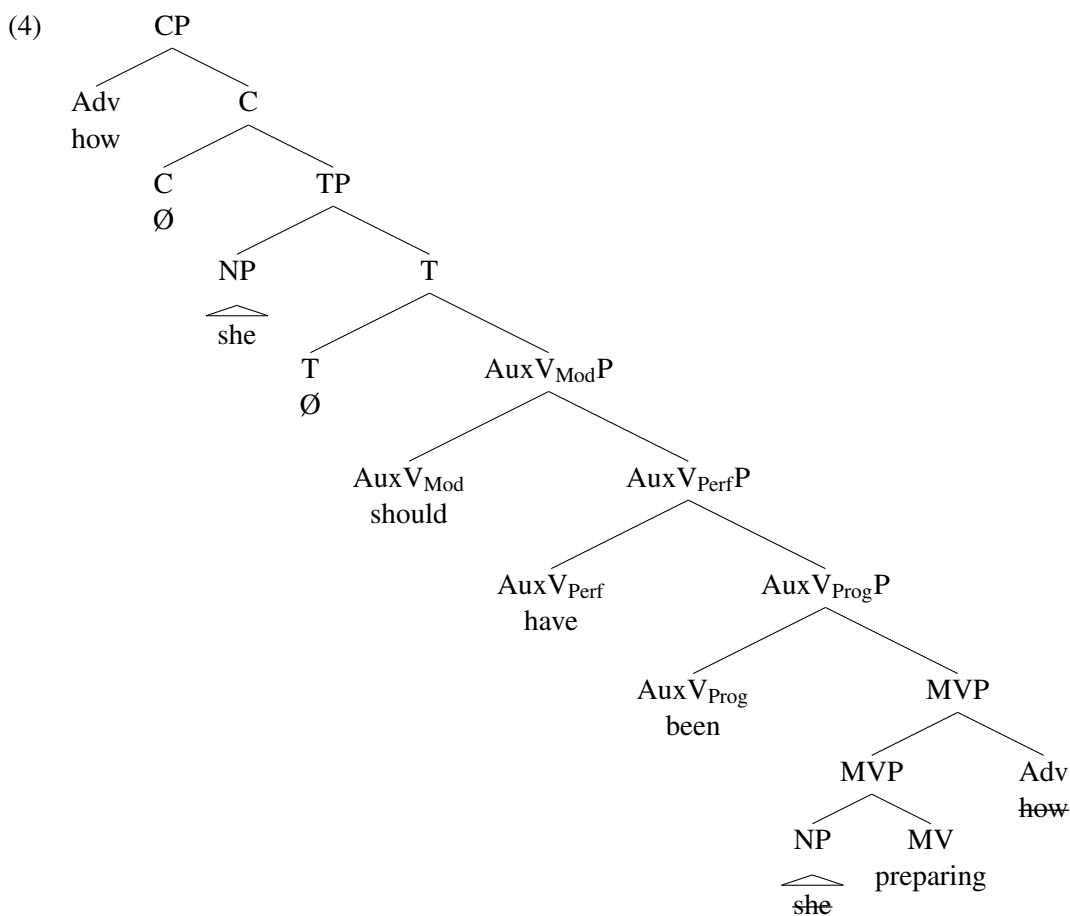 (4) CP
Adv C
how
C TP
Ø
NP T
she
T AuxV_Mod P
Ø
AuxV_Mod AuxV_Perf P
should
AuxV_Perf AuxV_Prog P
have
AuxV_Prog MVP
been
MVP Adv
how
NP MV
preparing
she